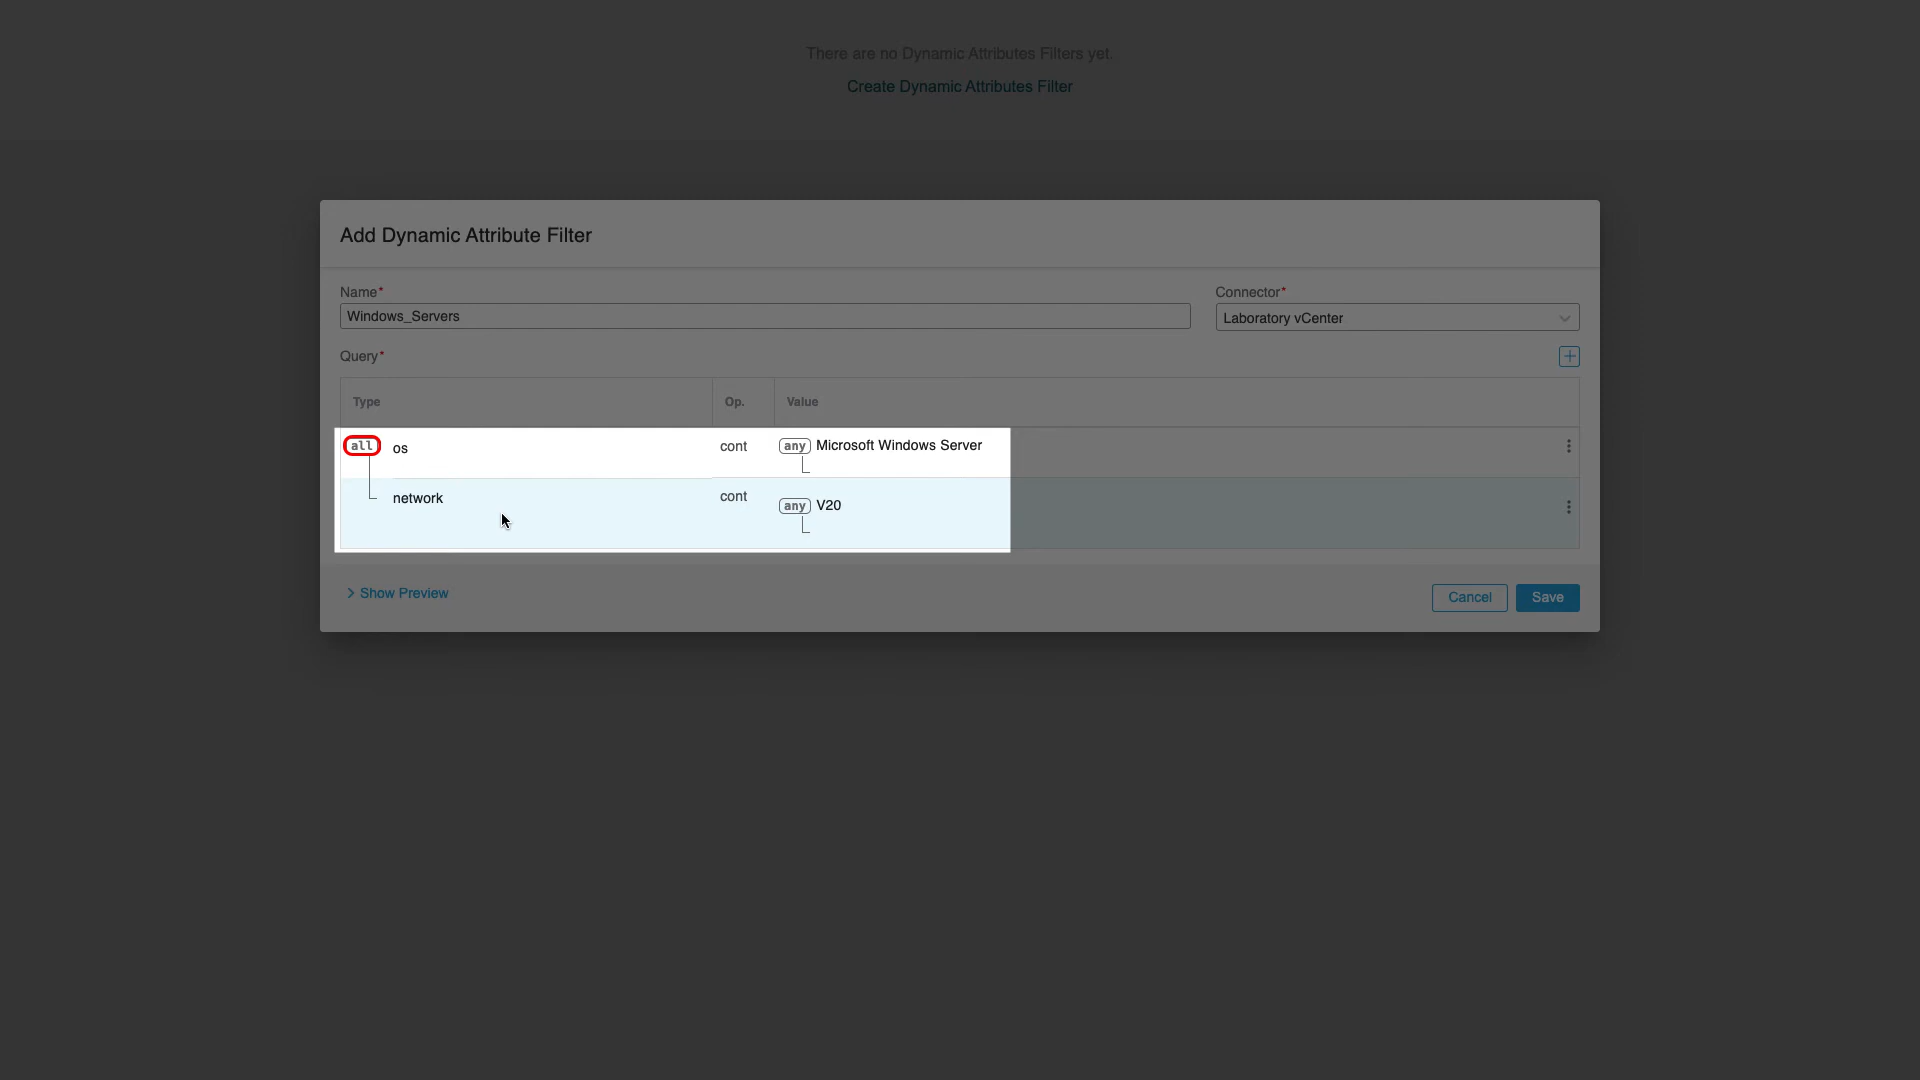 There are no Dynamic Attributes Filters yet.
Create Dynamic Attributes Filter
Add Dynamic Attribute Filter
Name*
Connector*
Windows_Servers
Laboratory vCenter
Query*
Type Op. Value
all os cont any Microsoft Windows Server
network cont any V20
Show Preview
Cancel Save